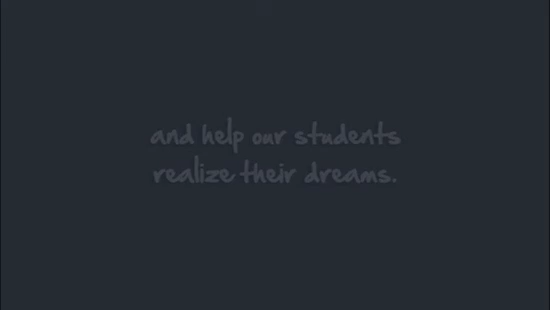 and help our students
realize their dreams.